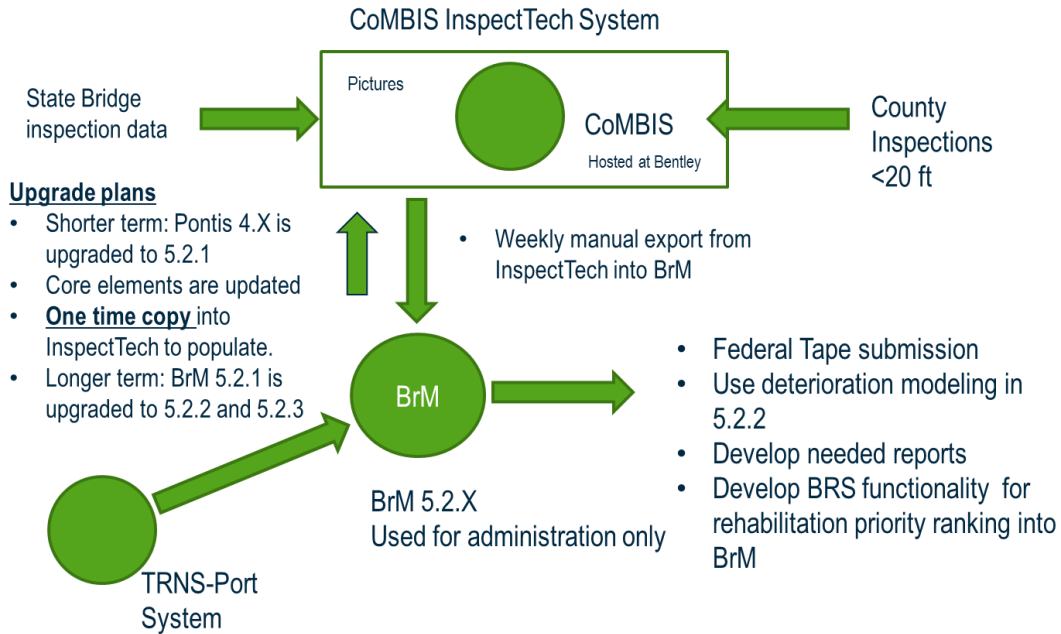 CoMBIS InspectTech System
State Bridge
inspection data
Pictures
CoMBIS
Hosted at Bentley
County
Inspections
<20 ft
Upgrade plans
• Shorter term: Pontis 4.X is
upgraded to 5.2.1
• Core elements are updated
• One time copy into
InspectTech to populate.
• Longer term: BrM 5.2.1 is
upgraded to 5.2.2 and 5.2.3
• Weekly manual export from
InspectTech into BrM
BrM
BrM 5.2.X
Used for administration only
• Federal Tape submission
• Use deterioration modeling in
5.2.2
• Develop needed reports
• Develop BRS functionality for
rehabilitation priority ranking into
BrM
TRNS-Port
System